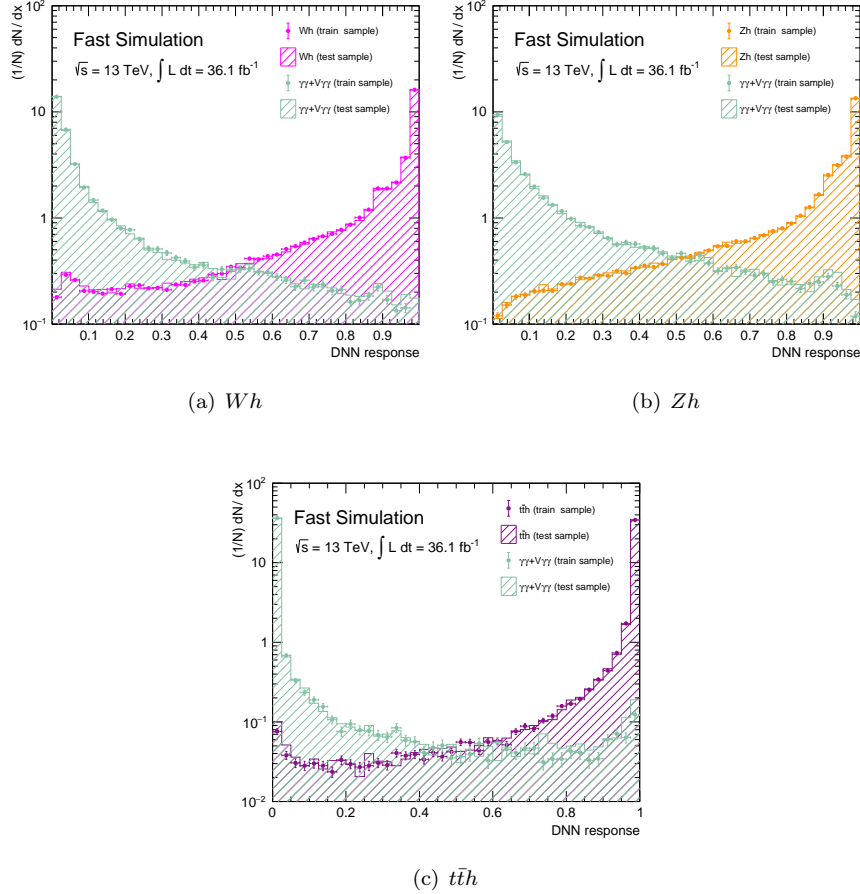 (1/N) dN / dx
10²
10
1
10⁻¹
Fast Simulation
√s = 13 TeV, ∫ L dt = 36.1 fb⁻¹
Wh (train sample)
Wh (test sample)
γγ+Vγγ (train sample)
γγ+Vγγ (test sample)
0.1 0.2 0.3 0.4 0.5 0.6 0.7 0.8 0.9
DNN response
(a) Wh
(1/N) dN / dx
10²
10
1
10⁻¹
Fast Simulation
√s = 13 TeV, ∫ L dt = 36.1 fb⁻¹
Zh (train sample)
Zh (test sample)
γγ+Vγγ (train sample)
γγ+Vγγ (test sample)
0.1 0.2 0.3 0.4 0.5 0.6 0.7 0.8 0.9
DNN response
(b) Zh
(1/N) dN / dx
10²
10
1
10⁻¹
10⁻²
Fast Simulation
√s = 13 TeV, ∫ L dt = 36.1 fb⁻¹
tt̄h (train sample)
tt̄h (test sample)
γγ+Vγγ (train sample)
γγ+Vγγ (test sample)
0 0.2 0.4 0.6 0.8 1
DNN response
(c) tt̄h